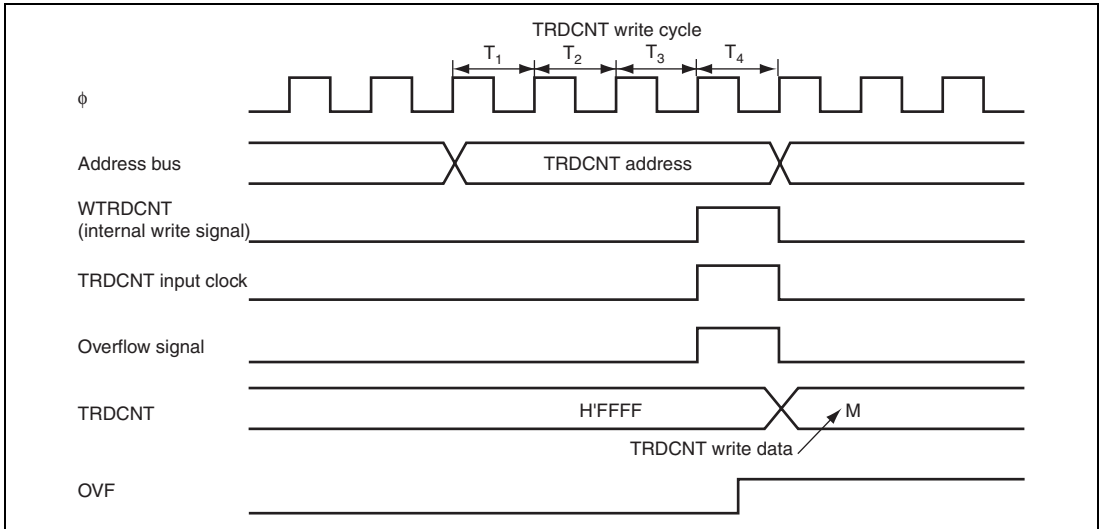 TRDCNT write cycle
T1 T2 T3 T4
ϕ
Address bus
TRDCNT address
WTRDCNT
(internal write signal)
TRDCNT input clock
Overflow signal
TRDCNT
H'FFFF
M
TRDCNT write data
OVF